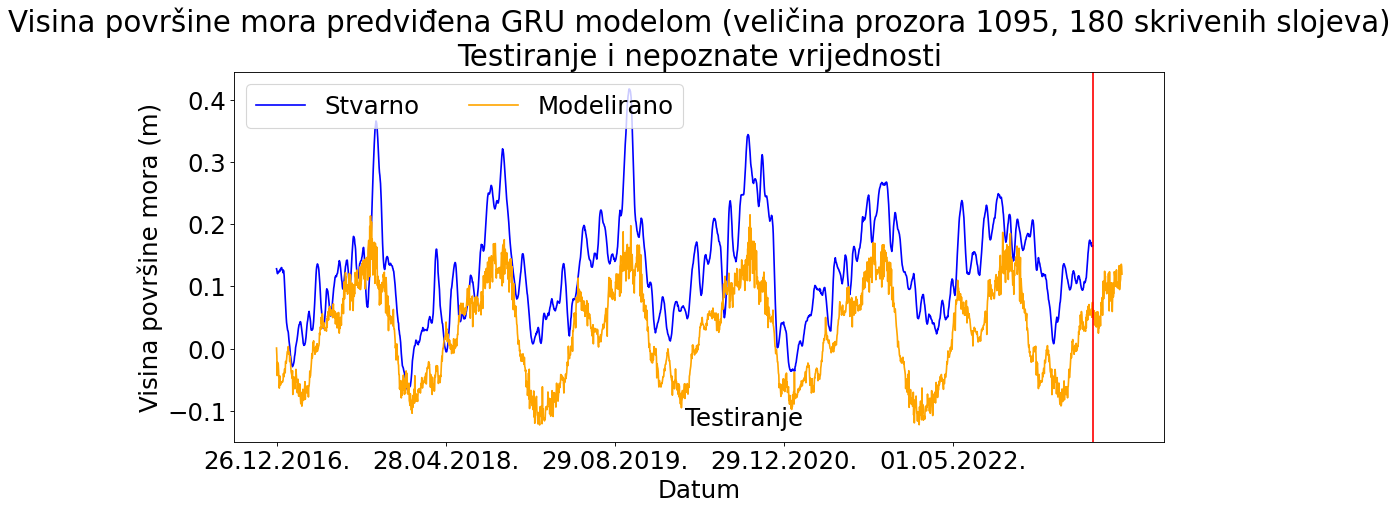 Visina površine mora predviđena GRU modelom (veličina prozora 1095, 180 skrivenih slojeva)
Testiranje i nepoznate vrijednosti
Stvarno Modelirano
Visina površine mora (m)
0.4
0.3
0.2
0.1
0.0
−0.1
Testiranje
26.12.2016. 28.04.2018. 29.08.2019. 29.12.2020. 01.05.2022.
Datum